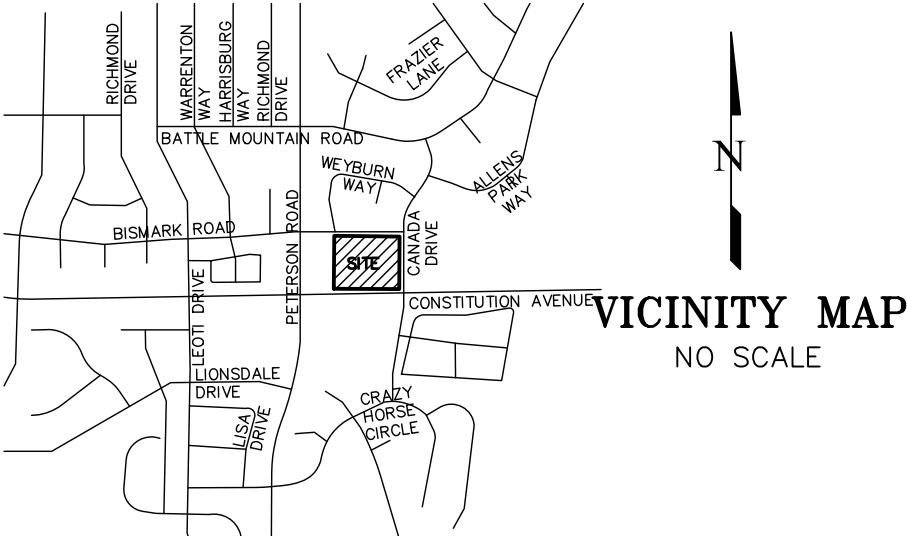 RICHMOND
DRIVE
WARRENTON
WAY
HARRISBURG
WAY
RICHMOND
DRIVE
FRAZIER
LANE
BATTLE MOUNTAIN ROAD
WEYBURN
WAY
ALLENS
PARK
WAY
N
BISMARK ROAD
PETERSON ROAD
CANADA
DRIVE
SITE
LEOTI DRIVE
CONSTITUTION AVENUE
VICINITY MAP
NO SCALE
LIONSDALE
DRIVE
LISA
DRIVE
CRAZY
HORSE
CIRCLE